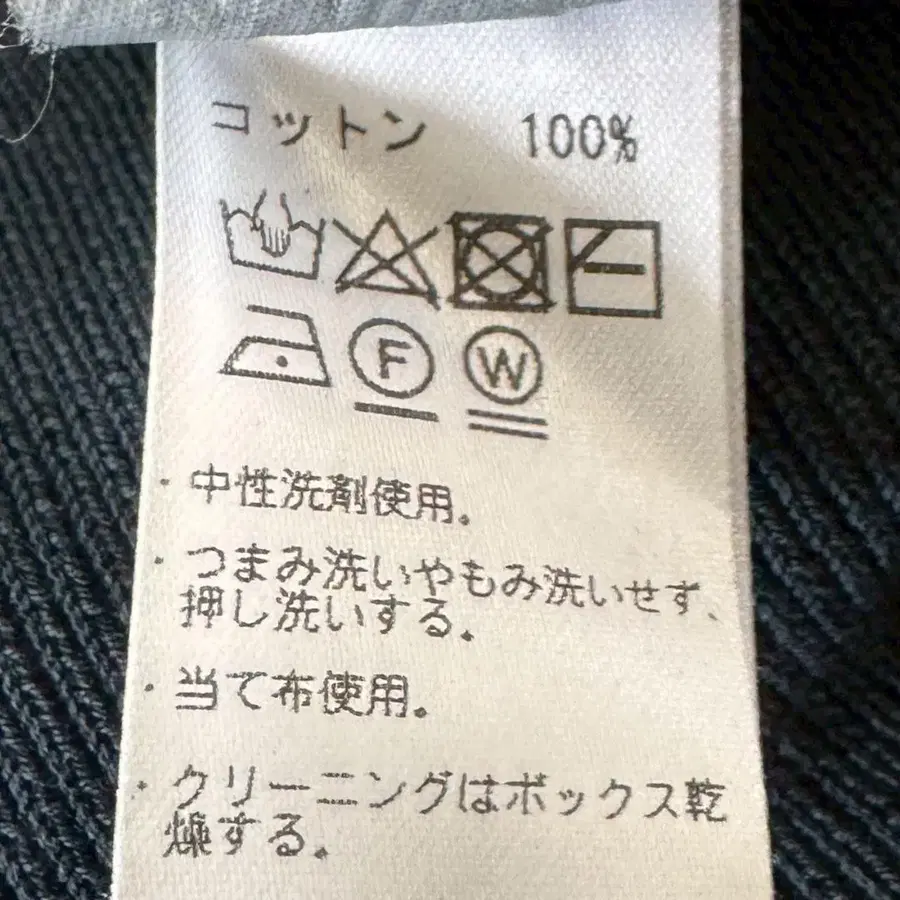 コットン 100%
F W
・中性洗剤使用。
・つまみ洗いやもみ洗いせず、
押し洗いする。
・当て布使用。
・クリーニングはボックス乾
燥する。